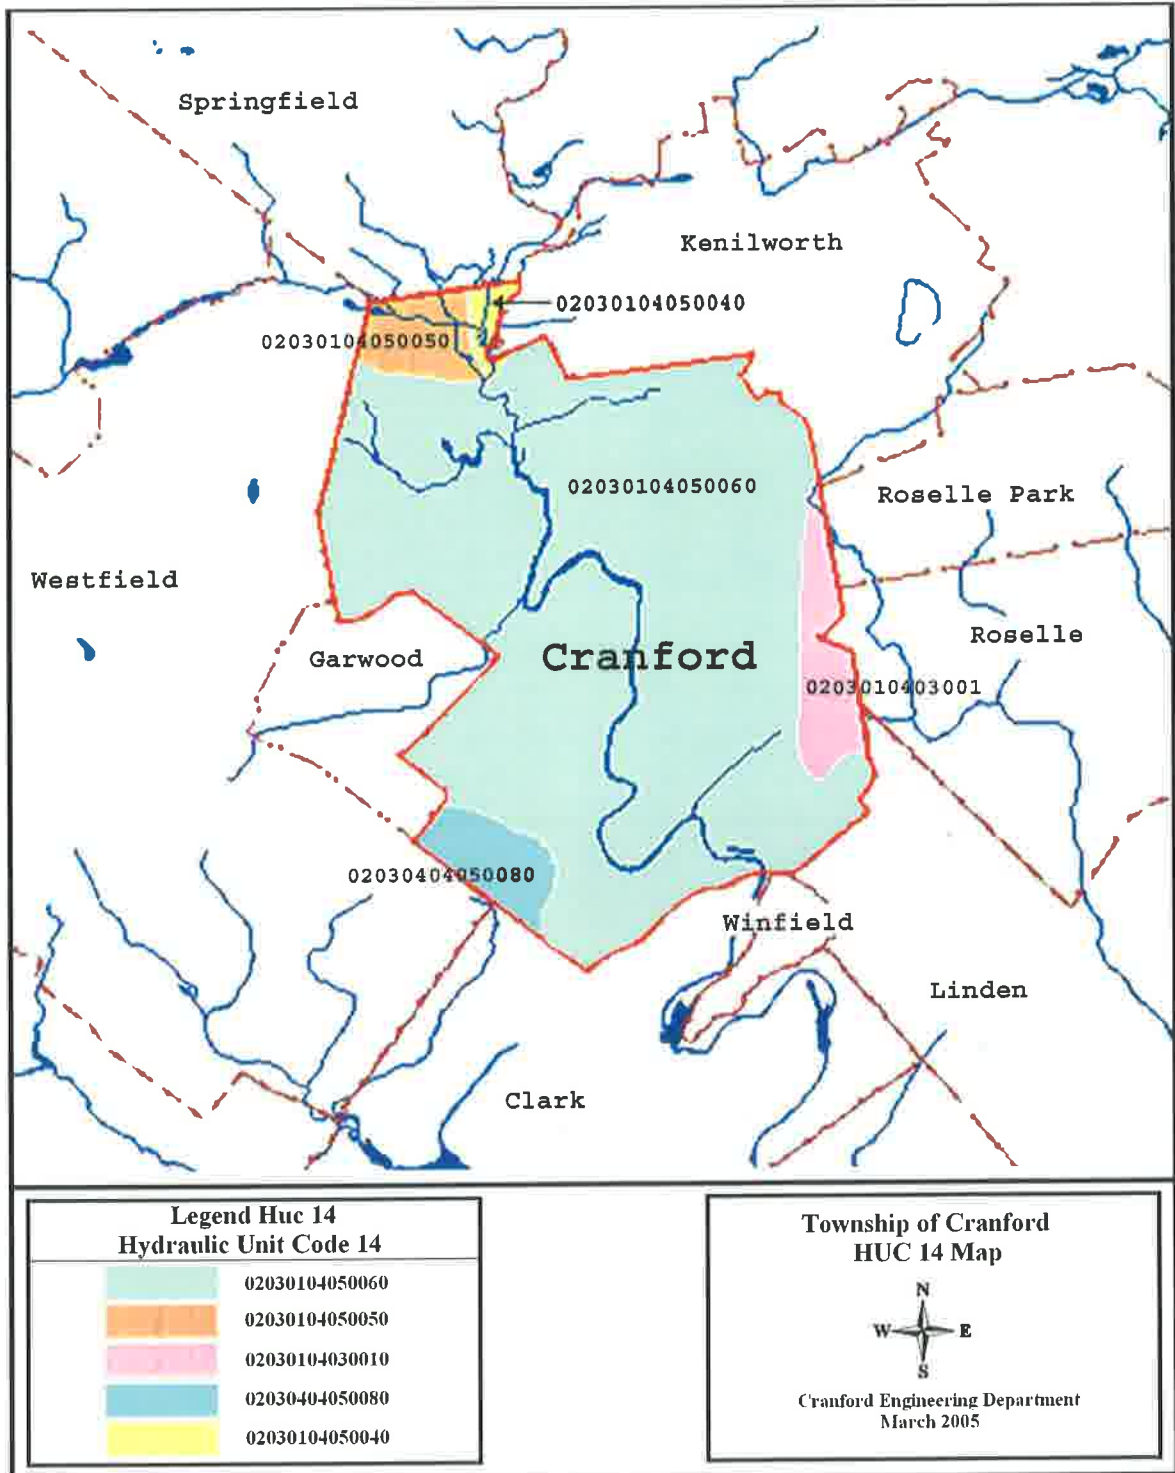 Springfield
Kenilworth
02030104050040
02030104050050
02030104050060
Roselle Park
Westfield
Roselle
Garwood
Cranford
0203010403001
02030404050080
Winfield
Linden
Clark
Legend Huc 14
Hydraulic Unit Code 14
02030104050060
02030104050050
02030104030010
02030404050080
02030104050040
Township of Cranford
HUC 14 Map
N
W E
S
Cranford Engineering Department
March 2005